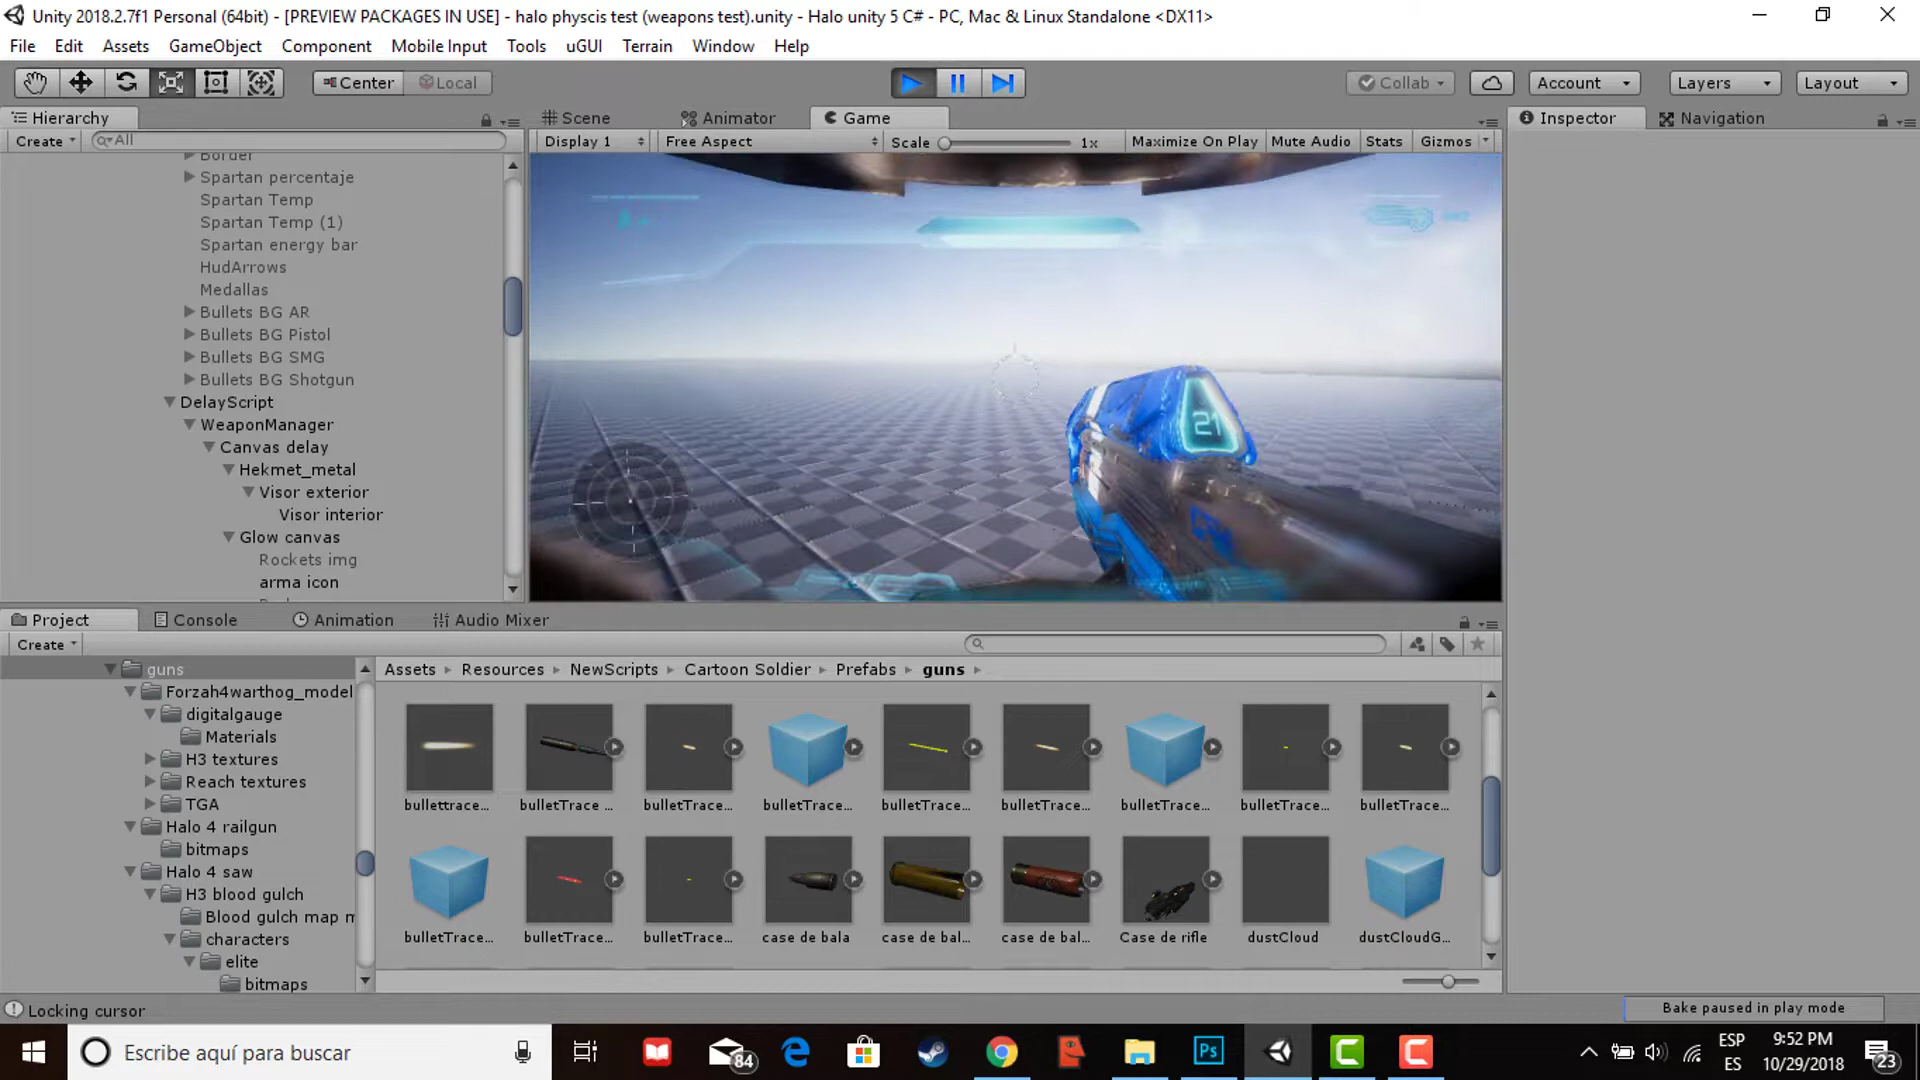 Unity 2018.2.7f1 Personal (64bit) - [PREVIEW PACKAGES IN USE] - halo physcis test (weapons test).unity - Halo unity 5 C# - PC, Mac & Linux Standalone <DX11>
File Edit Assets GameObject Component Mobile Input Tools uGUI Terrain Window Help
Center Local Collab Account Layers Layout
Hierarchy Scene Animator Game Inspector Navigation
Create All Display 1 Free Aspect Scale 1x Maximize On Play Mute Audio Stats Gizmos
Border
Spartan percentaje
Spartan Temp
Spartan Temp (1)
Spartan energy bar
HudArrows
Medallas
Bullets BG AR
Bullets BG Pistol
Bullets BG SMG
Bullets BG Shotgun
DelayScript
WeaponManager
Canvas delay
Hekmet_metal
Visor exterior
Visor interior
Glow canvas
Rockets img
arma icon
21
Project Console Animation Audio Mixer
Create
guns
Forzah4warthog_model
digitalgauge
Materials
H3 textures
Reach textures
TGA
Halo 4 railgun
bitmaps
Halo 4 saw
H3 blood gulch
Blood gulch map m
characters
elite
bitmaps
Assets Resources NewScripts Cartoon Soldier Prefabs guns
bullettrace... bulletTrace ... bulletTrace... bulletTrace... bulletTrace... bulletTrace... bulletTrace... bulletTrace... bulletTrace...
bulletTrace... bulletTrace... bulletTrace... case de bala case de bal... case de bal... Case de rifle dustCloud dustCloudG...
Locking cursor
Bake paused in play mode
Escribe aquí para buscar
84
Ps
ESP
ES
9:52 PM
10/29/2018
23